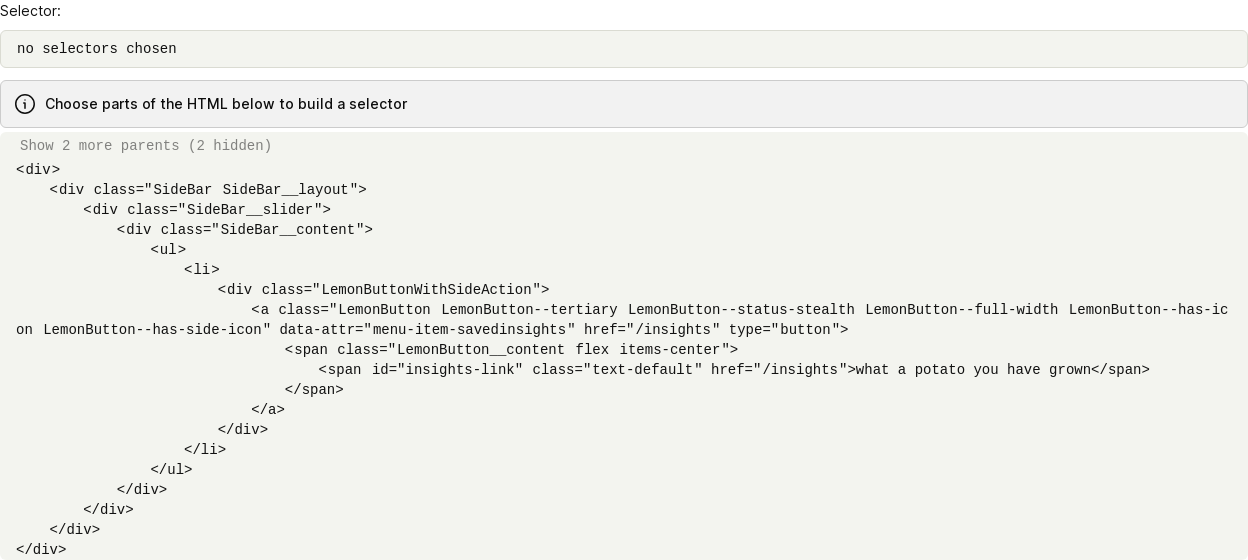 Selector:
no selectors chosen
Choose parts of the HTML below to build a selector
Show 2 more parents (2 hidden)
<div>
    <div class="SideBar SideBar__layout">
        <div class="SideBar__slider">
            <div class="SideBar__content">
                <ul>
                    <li>
                        <div class="LemonButtonWithSideAction">
                            <a class="LemonButton LemonButton--tertiary LemonButton--status-stealth LemonButton--full-width LemonButton--has-ic
on LemonButton--has-side-icon" data-attr="menu-item-savedinsights" href="/insights" type="button">
                                <span class="LemonButton__content flex items-center">
                                    <span id="insights-link" class="text-default" href="/insights">what a potato you have grown</span>
                                </span>
                            </a>
                        </div>
                    </li>
                </ul>
            </div>
        </div>
    </div>
</div>